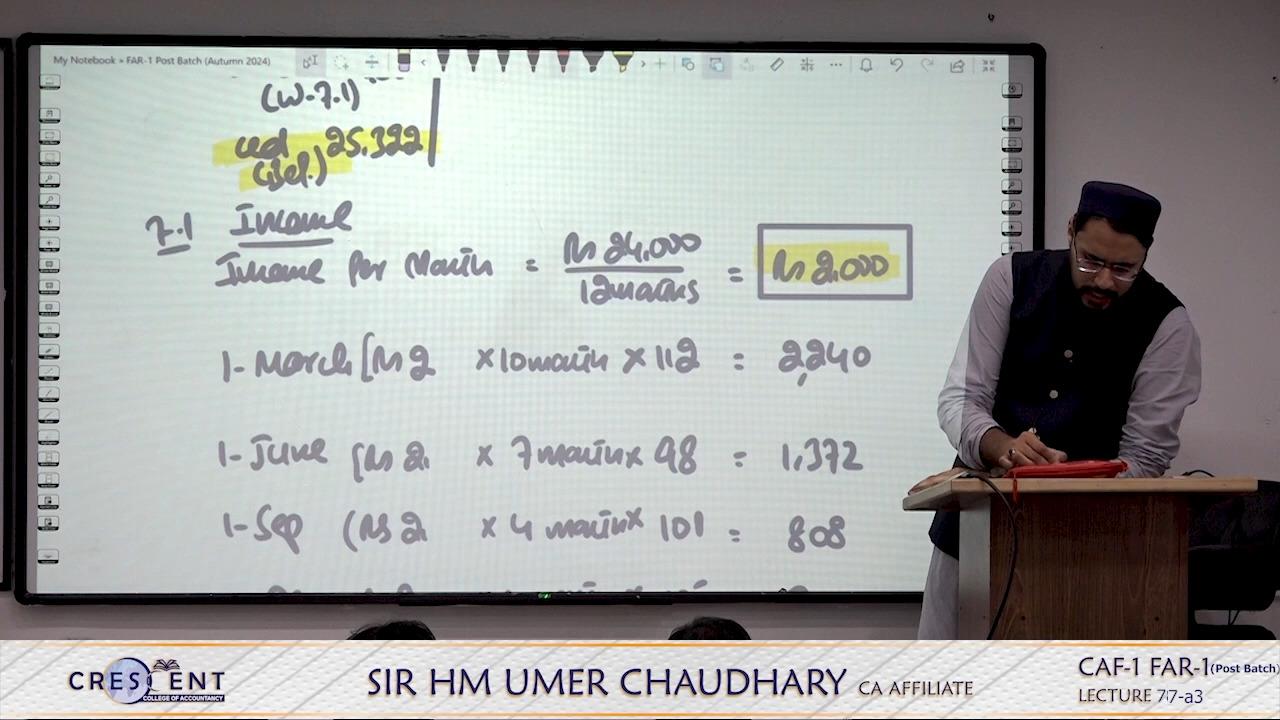 My Notebook » FAR-1 Post Batch (Autumn 2024)
(W-7.1)
(Bef.) 25,322
7.1 Income
Income Per Month = Rs 24,000 / 12 months = Rs 2,000
1-March [Rs 2 × 10 month × 112 = 2,240
1-June [Rs 2. × 7 month × 98 = 1,372
1-Sep (Rs 2 × 4 month × 101 = 808
CRESCENT
COLLEGE OF ACCOUNTANCY
SIR HM UMER CHAUDHARY CA AFFILIATE
CAF-1 FAR-1 (Post Batch)
LECTURE 7.7-a3